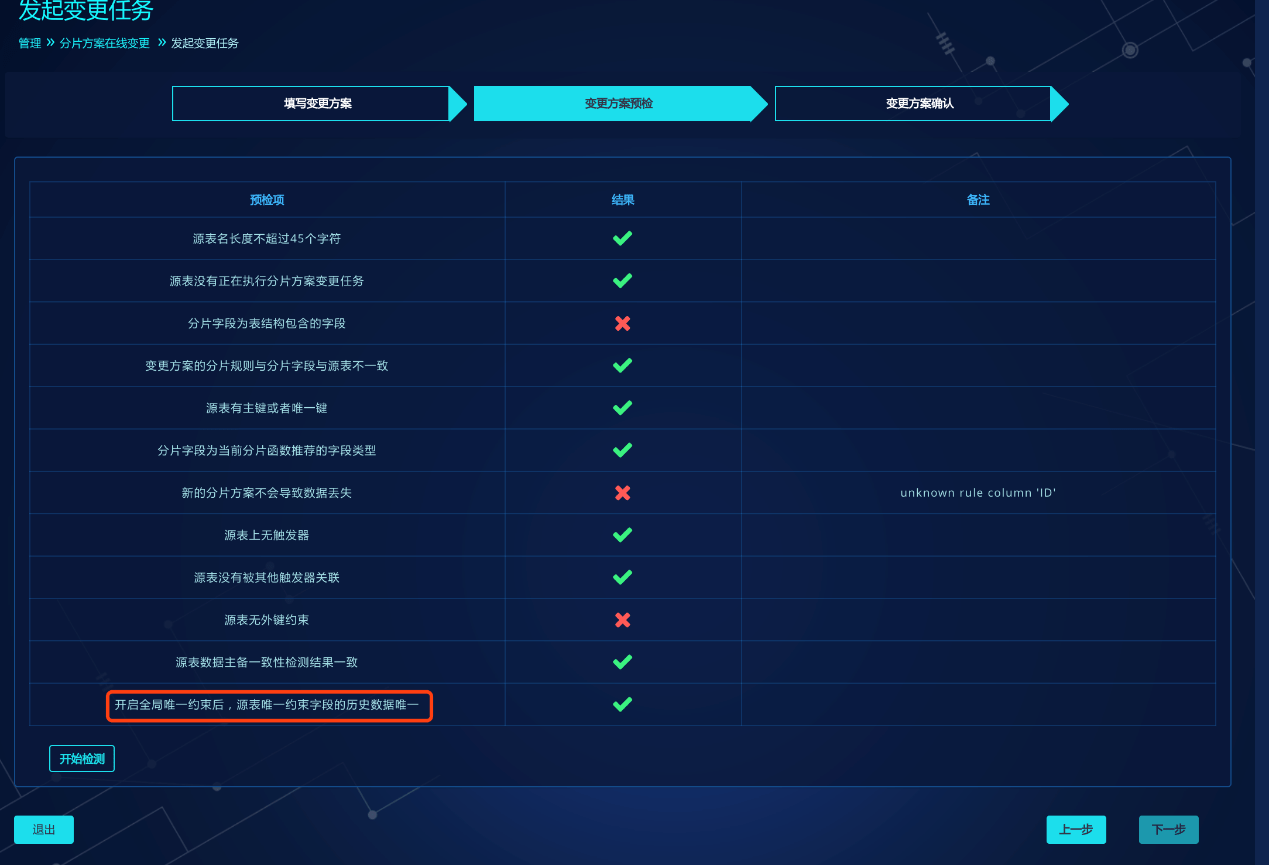 发起变更任务
管理 » 分片方案在线变更 » 发起变更任务
填写变更方案 变更方案预检 变更方案确认
预检项 结果 备注
源表名长度不超过45个字符
源表没有正在执行分片方案变更任务
分片字段为表结构包含的字段
变更方案的分片规则与分片字段与源表不一致
源表有主键或者唯一键
分片字段为当前分片函数推荐的字段类型
新的分片方案不会导致数据丢失 unknown rule column 'ID'
源表上无触发器
源表没有被其他触发器关联
源表无外键约束
源表数据主备一致性检测结果一致
开启全局唯一约束后，源表唯一约束字段的历史数据唯一
开始检测
退出 上一步 下一步